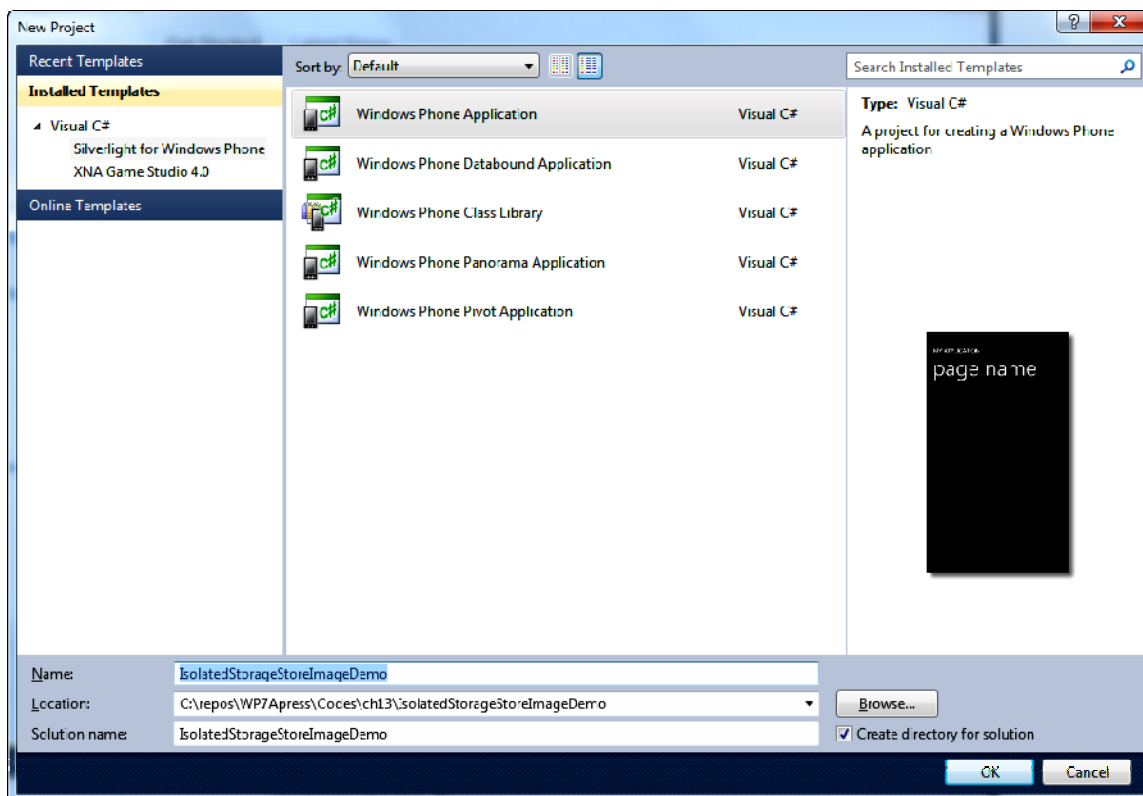 New Project
Recent Templates
Installed Templates
Visual C#
Silverlight for Windows Phone
XNA Game Studio 4.0
Online Templates
Sort by: Default
Windows Phone Application Visual C#
Windows Phone Databound Application Visual C#
Windows Phone Class Library Visual C#
Windows Phone Panorama Application Visual C#
Windows Phone Pivot Application Visual C#
Search Installed Templates
Type: Visual C#
A project for creating a Windows Phone
application
MY APPLICATION
page name
Name: IsolatedStorageStoreImageDemo
Location: C:\repos\WP7Apress\Codes\ch13\IsolatedStorageStoreImageDemo Browse...
Solution name: IsolatedStorageStoreImageDemo Create directory for solution
OK Cancel